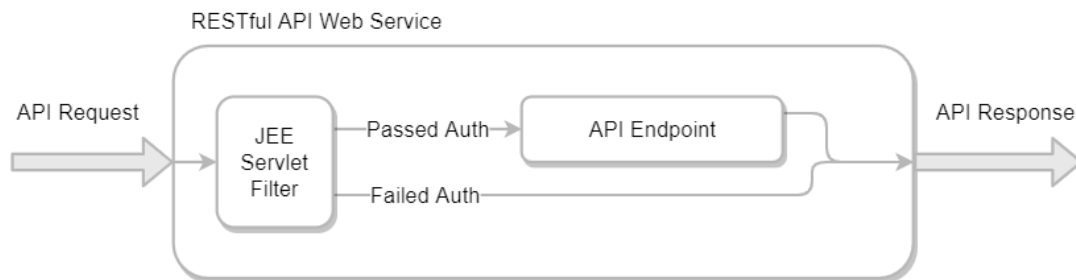 RESTful API Web Service
API Request
JEE
Servlet
Filter
Passed Auth
API Endpoint
Failed Auth
API Response